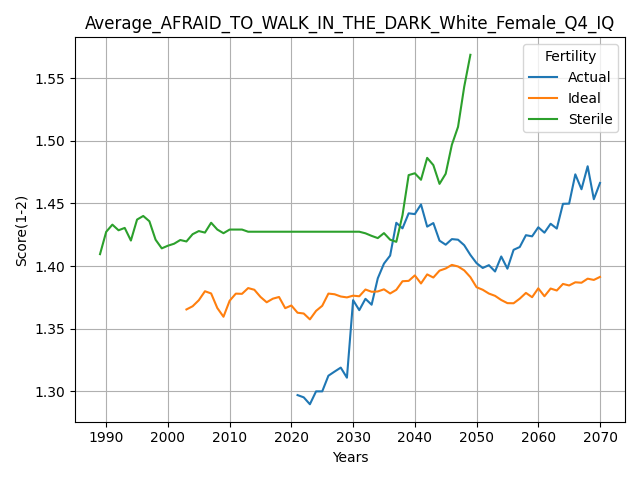 Average_AFRAID_TO_WALK_IN_THE_DARK_White_Female_Q4_IQ
Fertility
Actual
Ideal
Sterile
Score(1-2)
1.55
1.50
1.45
1.40
1.35
1.30
1990 2000 2010 2020 2030 2040 2050 2060 2070
Years